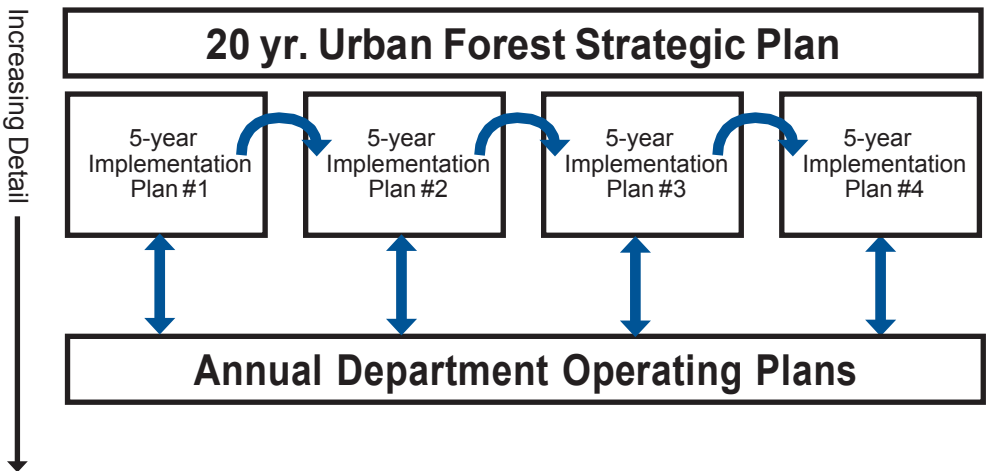 Increasing Detail
20 yr. Urban Forest Strategic Plan
5-year
Implementation
Plan #1
5-year
Implementation
Plan #2
5-year
Implementation
Plan #3
5-year
Implementation
Plan #4
Annual Department Operating Plans